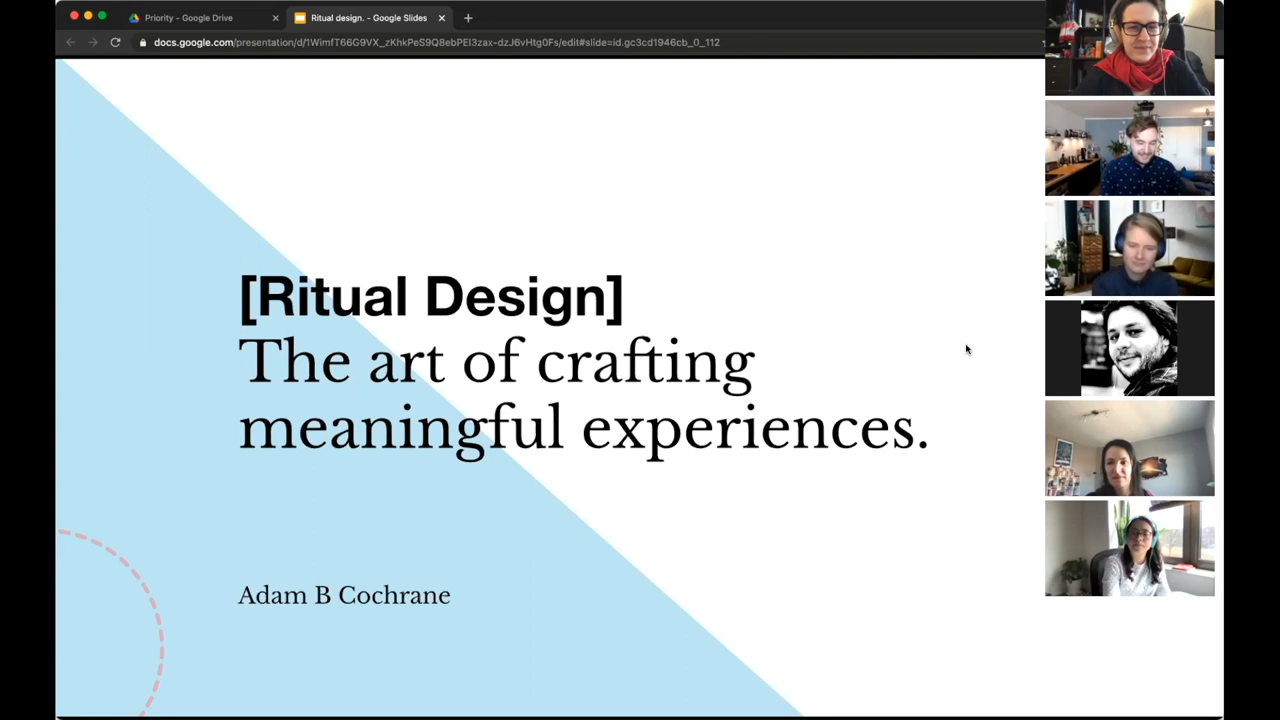 Priority - Google Drive
Ritual design. - Google Slides
docs.google.com/presentation/d/1WimfT66G9VX_zKhkPeS9Q8ebPEI3zax-dzJ6vHtg0Fs/edit#slide=id.gc3cd1946cb_0_112
[Ritual Design]
The art of crafting
meaningful experiences.
Adam B Cochrane